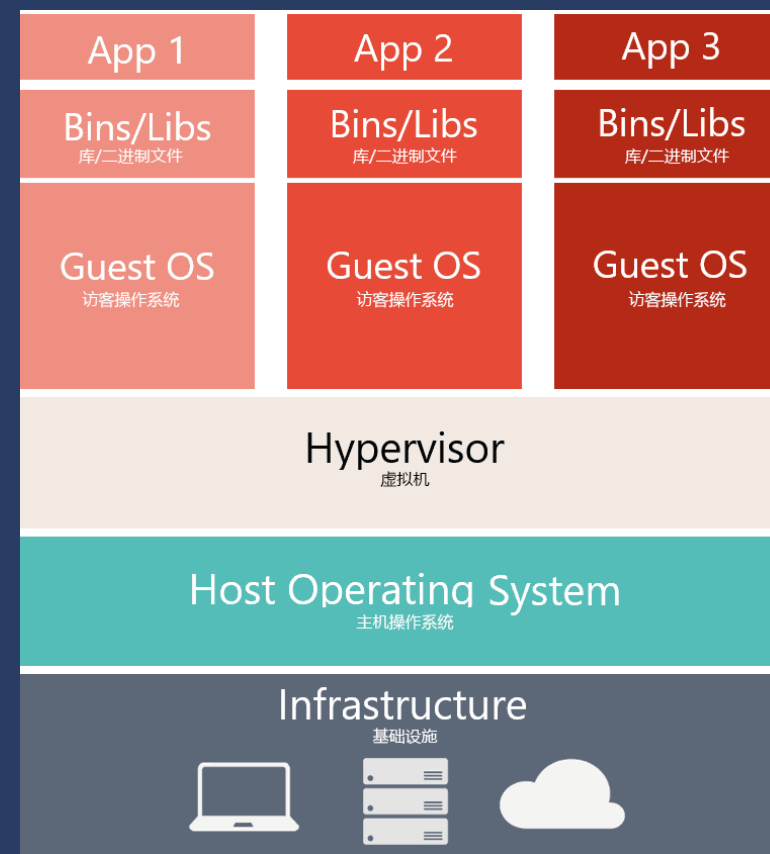 App 1
App 2
App 3
Bins/Libs
库/二进制文件
Bins/Libs
库/二进制文件
Bins/Libs
库/二进制文件
Guest OS
访客操作系统
Guest OS
访客操作系统
Guest OS
访客操作系统
Hypervisor
虚拟机
Host Operating System
主机操作系统
Infrastructure
基础设施